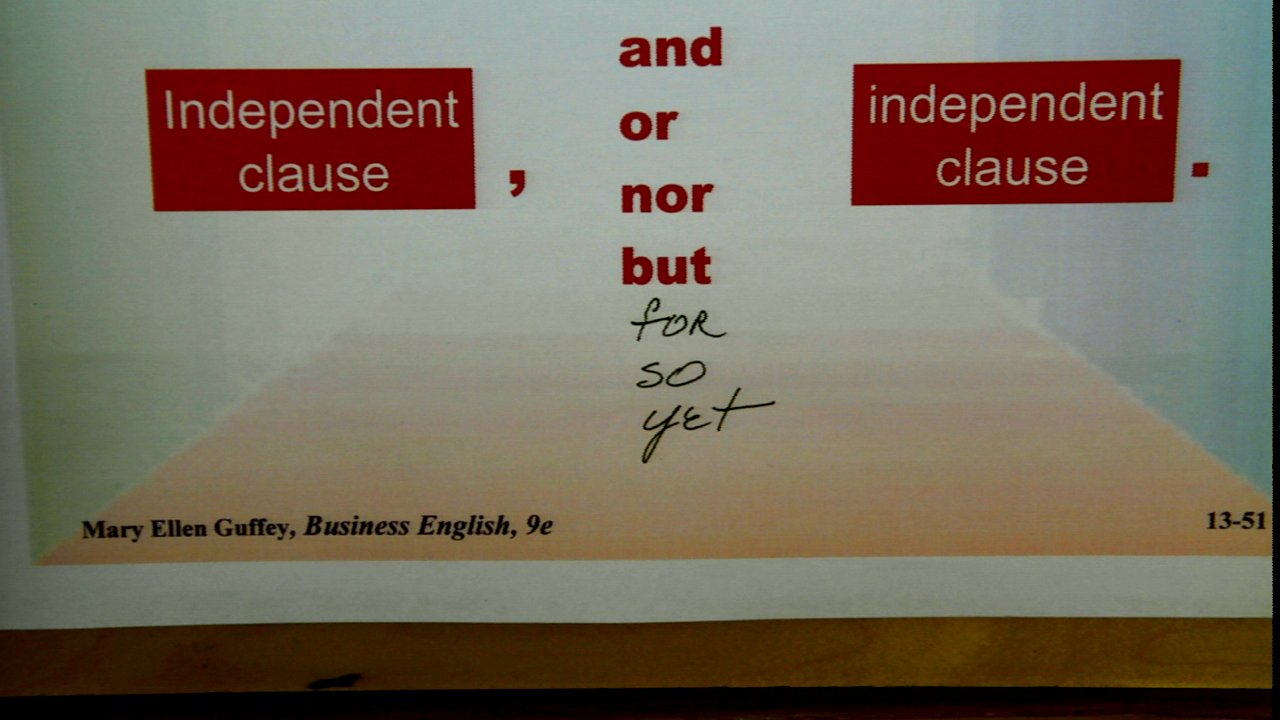 and
Independent
clause
,
or
nor
but
independent
clause
.
for
so
yet
Mary Ellen Guffey, Business English, 9e
13-51